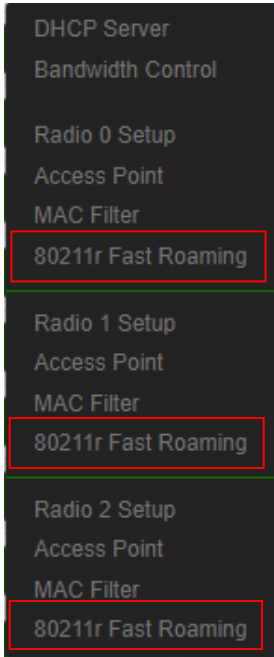 DHCP Server
Bandwidth Control
Radio 0 Setup
Access Point
MAC Filter
80211r Fast Roaming
Radio 1 Setup
Access Point
MAC Filter
80211r Fast Roaming
Radio 2 Setup
Access Point
MAC Filter
80211r Fast Roaming